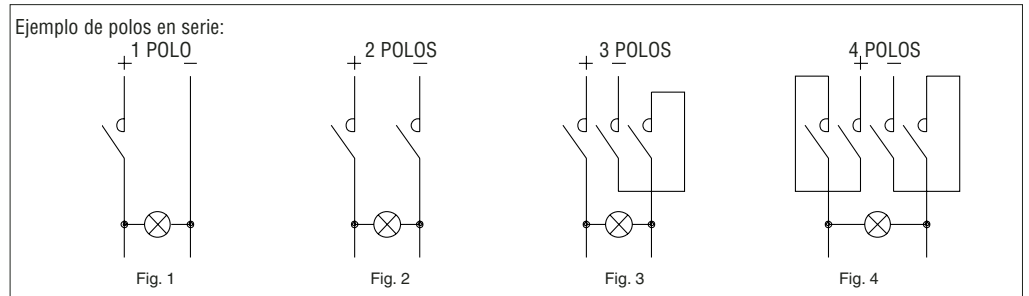 Ejemplo de polos en serie:
1 POLO 2 POLOS 3 POLOS 4 POLOS
+ − + − + − + −
Fig. 1 Fig. 2 Fig. 3 Fig. 4